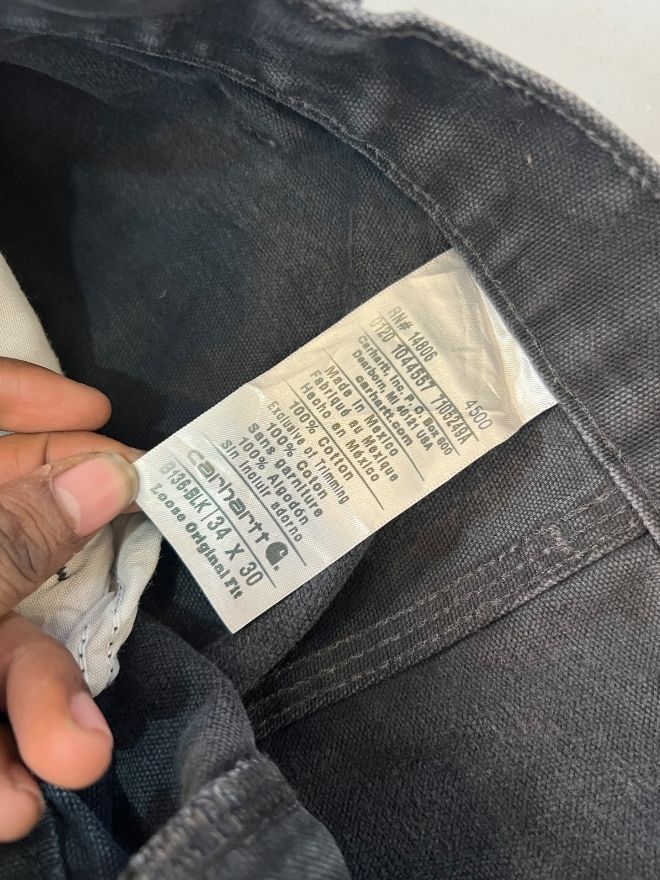 RN# 14806
0120 1044557 710B249A
4500
Carhartt, Inc. P.O. Box 600
Dearborn, MI 48121 USA
carhartt.com
Made in Mexico
Fabriqué au Mexique
Hecho en México
100% Cotton
Exclusive of Trimming
100% Coton
Sans garniture
100% Algodón
Sin incluir adorno
carhartt
B136-BLK | 34 X 30
Loose Original Fit